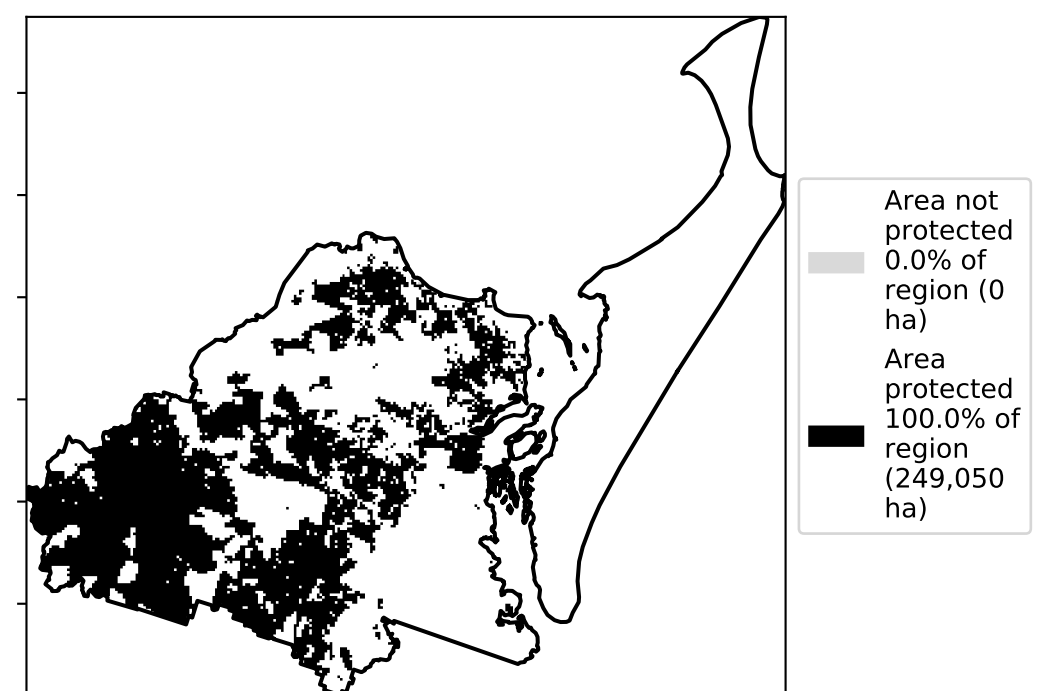 Area not
protected
0.0% of
region (0
ha)
Area
protected
100.0% of
region
(249,050
ha)